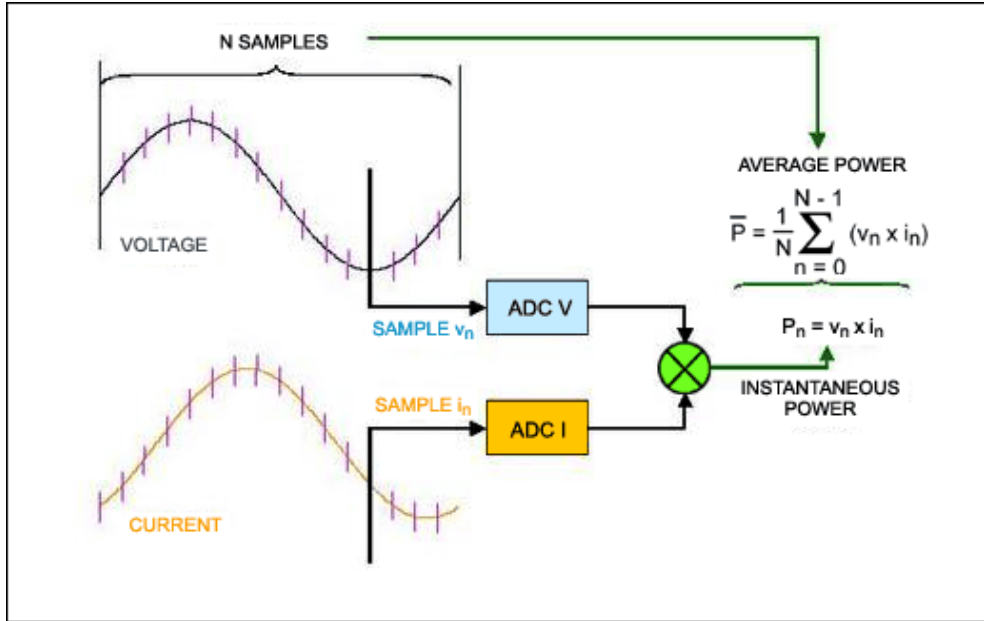 N SAMPLES
AVERAGE POWER
N - 1
P̅ = 1/N ∑ (vₙ x iₙ)
n = 0
VOLTAGE
ADC V
SAMPLE vₙ
Pₙ = vₙ x iₙ
INSTANTANEOUS
POWER
SAMPLE iₙ
ADC I
CURRENT